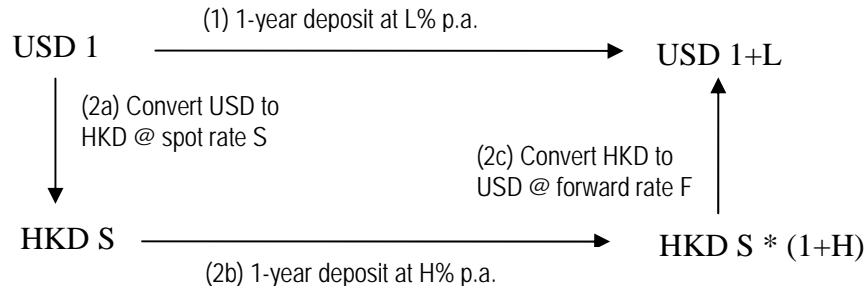 (1) 1-year deposit at L% p.a.
USD 1
USD 1+L
(2a) Convert USD to
HKD @ spot rate S
(2c) Convert HKD to
USD @ forward rate F
HKD S
HKD S * (1+H)
(2b) 1-year deposit at H% p.a.